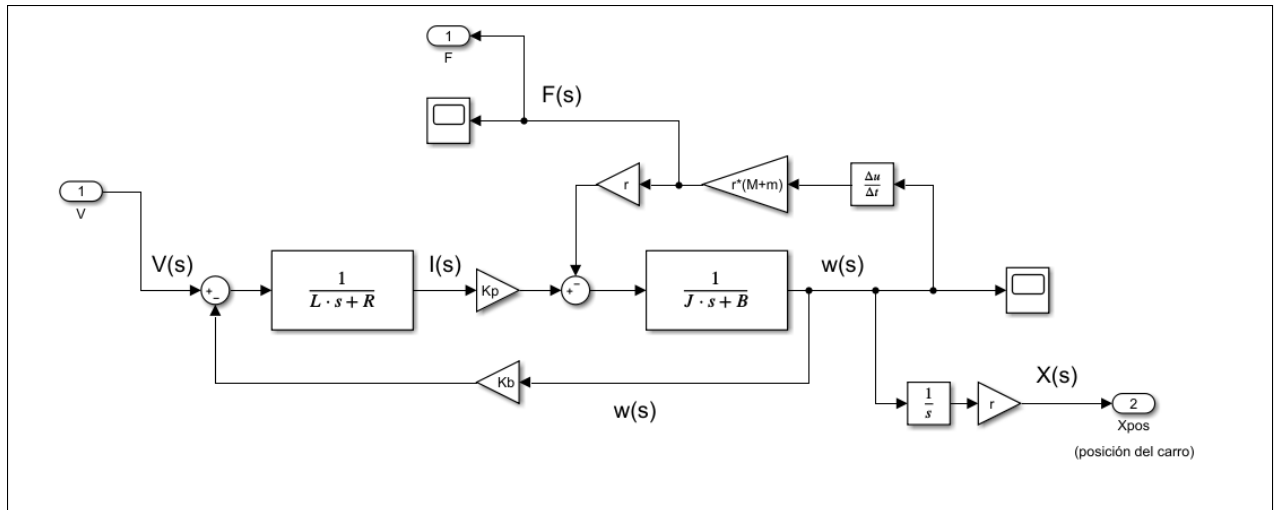 1
F
F(s)
r
r*(M+m)
Δu
Δt
1
V
V(s)
+
-
1
L · s + R
I(s)
Kp
+
-
1
J · s + B
w(s)
Kb
w(s)
1
s
r
X(s)
2
Xpos
(posición del carro)